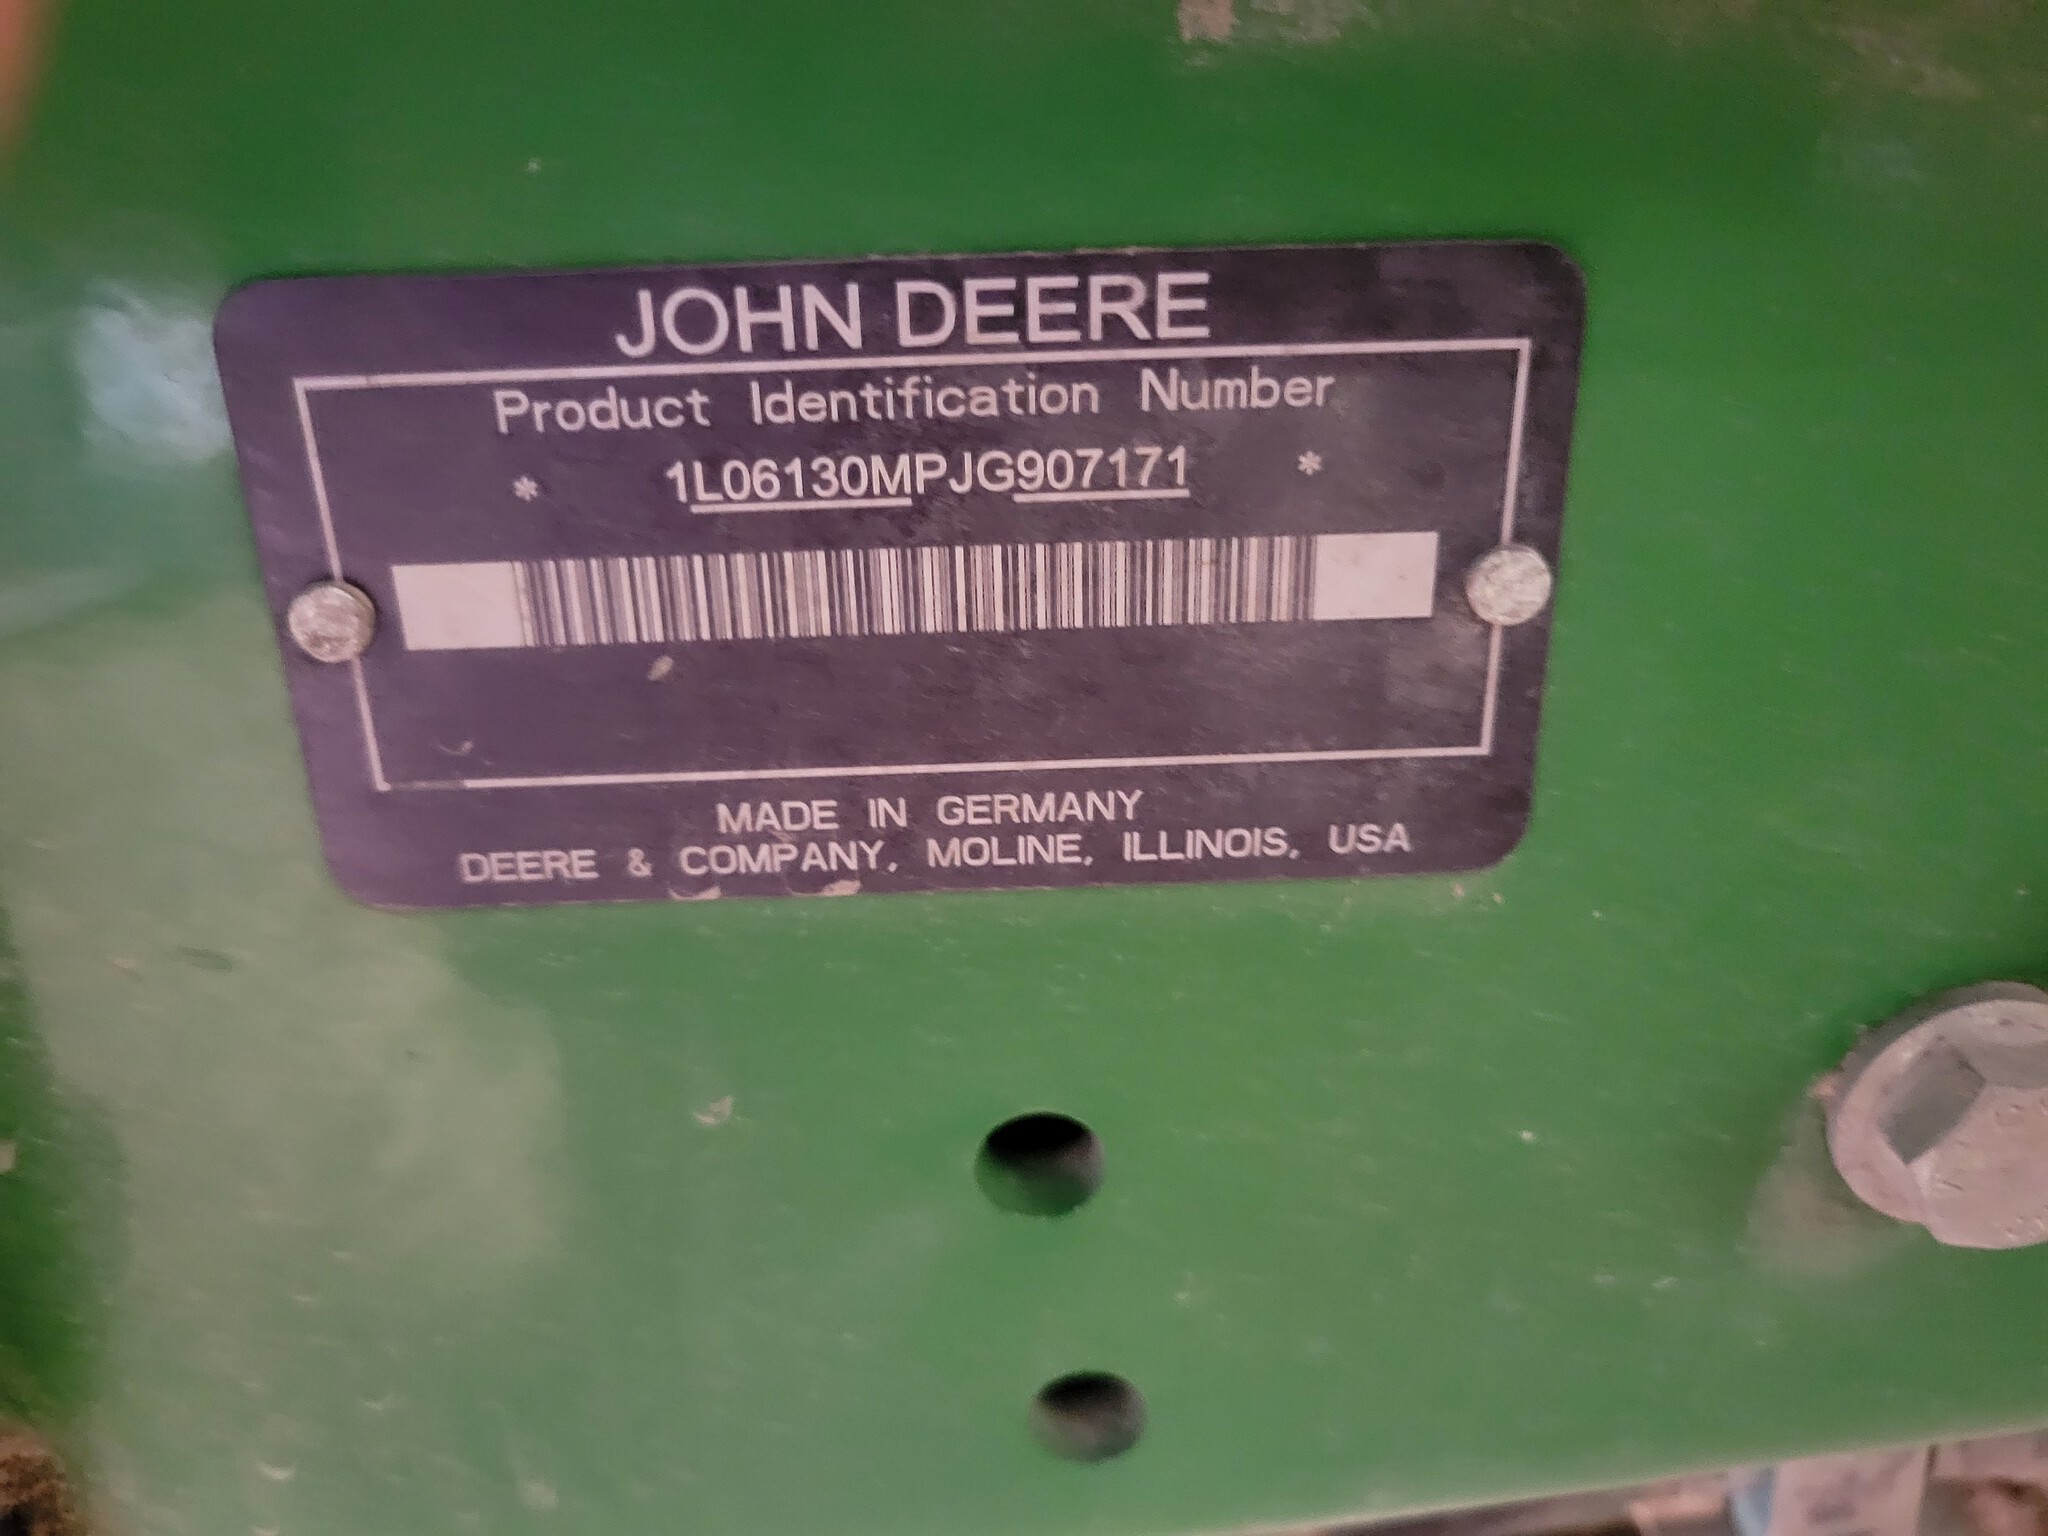 JOHN DEERE
Product Identification Number
* 1L06130MPJG907171 *
MADE IN GERMANY
DEERE & COMPANY, MOLINE, ILLINOIS, USA